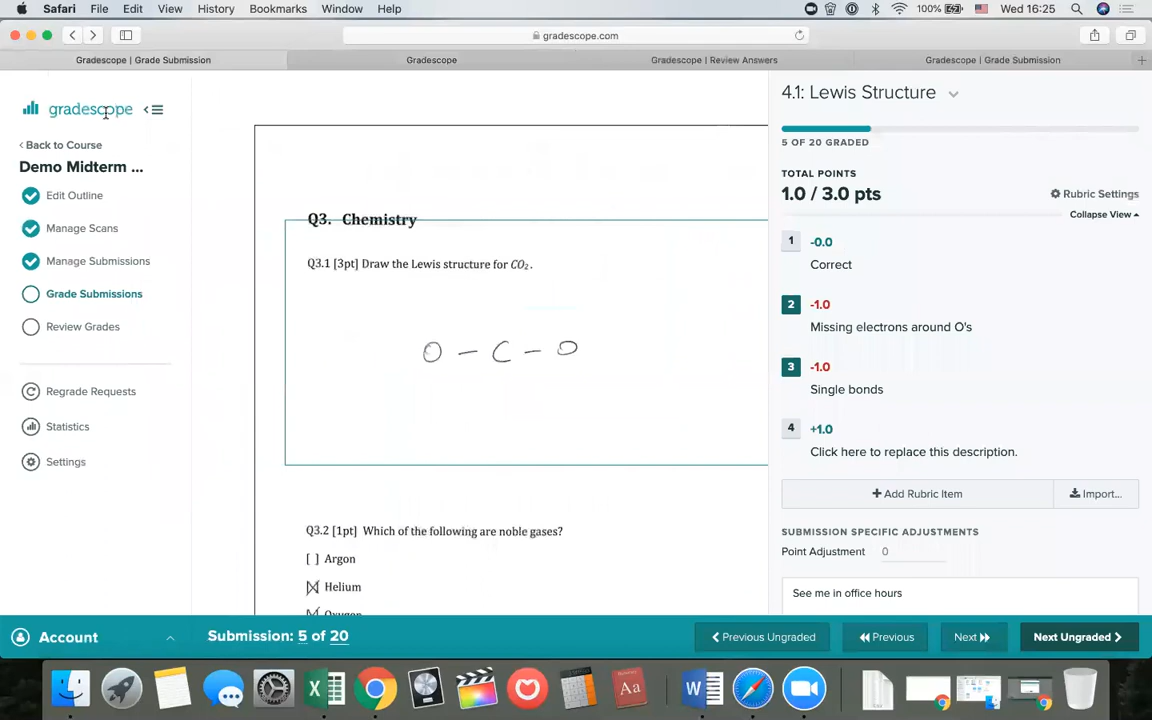 Safari File Edit View History Bookmarks Window Help 100% Wed 16:25
gradescope.com
Gradescope | Grade Submission Gradescope Gradescope | Review Answers Gradescope | Grade Submission
gradescope
Back to Course
Demo Midterm ...
Edit Outline
Manage Scans
Manage Submissions
Grade Submissions
Review Grades
Regrade Requests
Statistics
Settings
Q3. Chemistry
Q3.1 [3pt] Draw the Lewis structure for CO₂.
O – C – O
Q3.2 [1pt] Which of the following are noble gases?
[ ] Argon
[X] Helium
Oxygen
4.1: Lewis Structure
5 OF 20 GRADED
TOTAL POINTS
1.0 / 3.0 pts
Rubric Settings
Collapse View
1 -0.0
Correct
2 -1.0
Missing electrons around O's
3 -1.0
Single bonds
4 +1.0
Click here to replace this description.
+ Add Rubric Item Import...
SUBMISSION SPECIFIC ADJUSTMENTS
Point Adjustment 0
See me in office hours
Account Submission: 5 of 20 Previous Ungraded Previous Next Next Ungraded
Aa